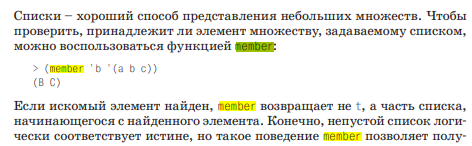 Списки – хороший способ представления небольших множеств. Чтобы
проверить, принадлежит ли элемент множеству, задаваемому списком,
можно воспользоваться функцией member:
> (member 'b '(a b c))
(B C)
Если искомый элемент найден, member возвращает не t, а часть списка,
начинающегося с найденного элемента. Конечно, непустой список логи-
чески соответствует истине, но такое поведение member позволяет полу-